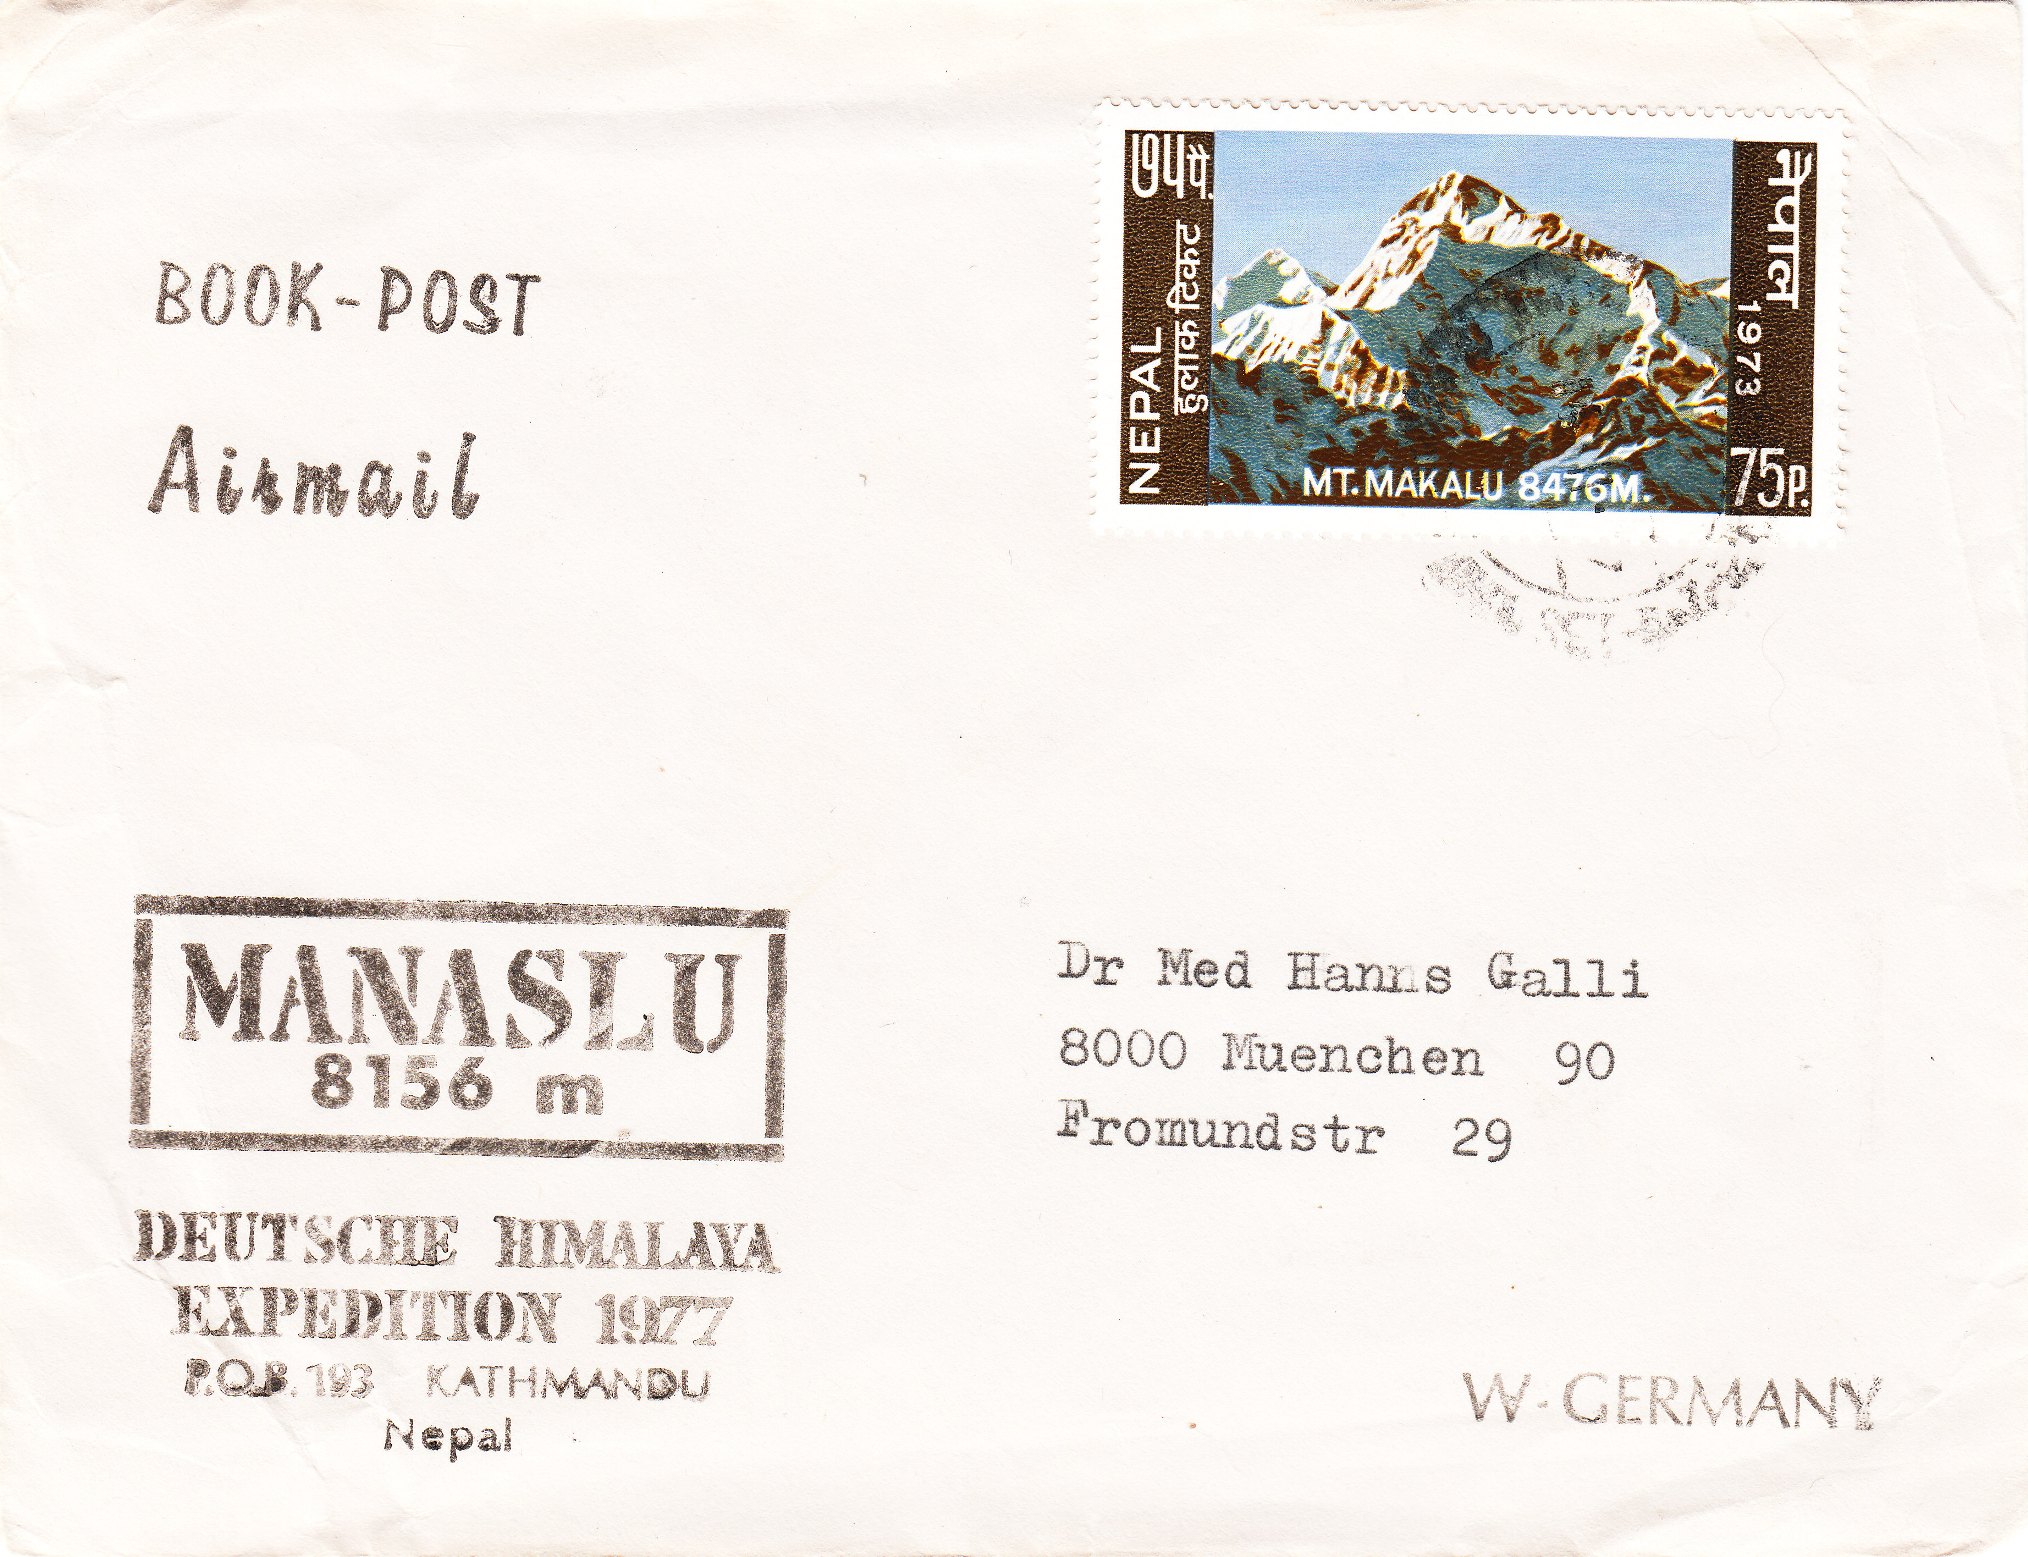 BOOK-POST
Airmail
७५ पै.
हुलाक टिकट
NEPAL
नेपाल
1973
75P.
MT. MAKALU 8476M.
MANASLU
8156 m
DEUTSCHE HIMALAYA
EXPEDITION 1977
P.O.B. 193 KATHMANDU
Nepal
Dr Med Hanns Galli
8000 Muenchen 90
Fromundstr 29
W-GERMANY